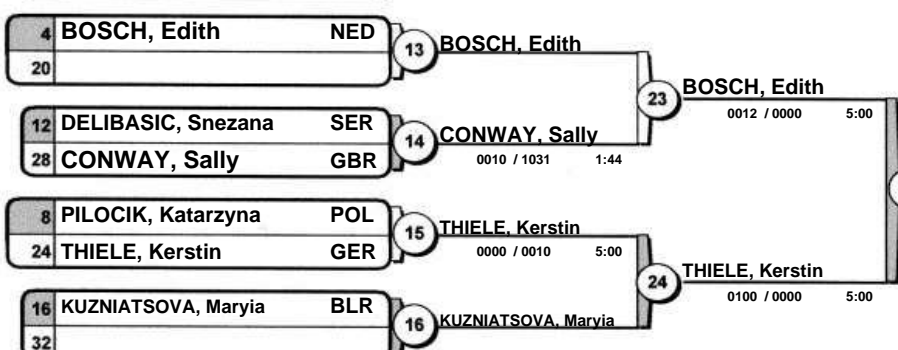 4 BOSCH, Edith NED
20
13 BOSCH, Edith
12 DELIBASIC, Snezana SER
28 CONWAY, Sally GBR
14 CONWAY, Sally
0010 / 1031 1:44
23 BOSCH, Edith
0012 / 0000 5:00
8 PILOCIK, Katarzyna POL
24 THIELE, Kerstin GER
15 THIELE, Kerstin
0000 / 0010 5:00
16 KUZNIATSOVA, Maryia BLR
32
16 KUZNIATSOVA, Maryia
24 THIELE, Kerstin
0100 / 0000 5:00